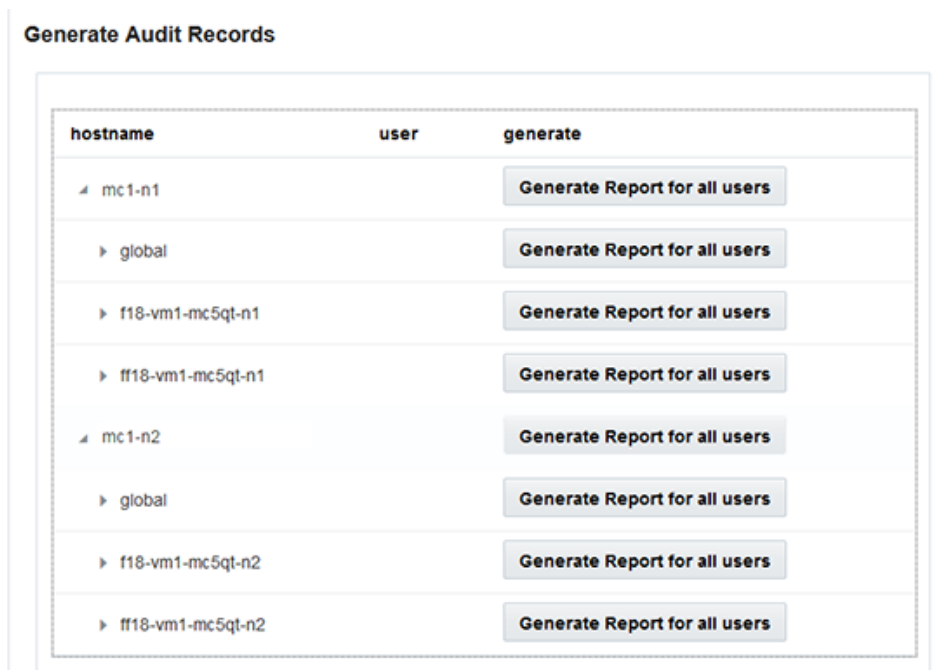 Generate Audit Records
hostname user generate
mc1-n1 Generate Report for all users
global Generate Report for all users
f18-vm1-mc5qt-n1 Generate Report for all users
ff18-vm1-mc5qt-n1 Generate Report for all users
mc1-n2 Generate Report for all users
global Generate Report for all users
f18-vm1-mc5qt-n2 Generate Report for all users
ff18-vm1-mc5qt-n2 Generate Report for all users